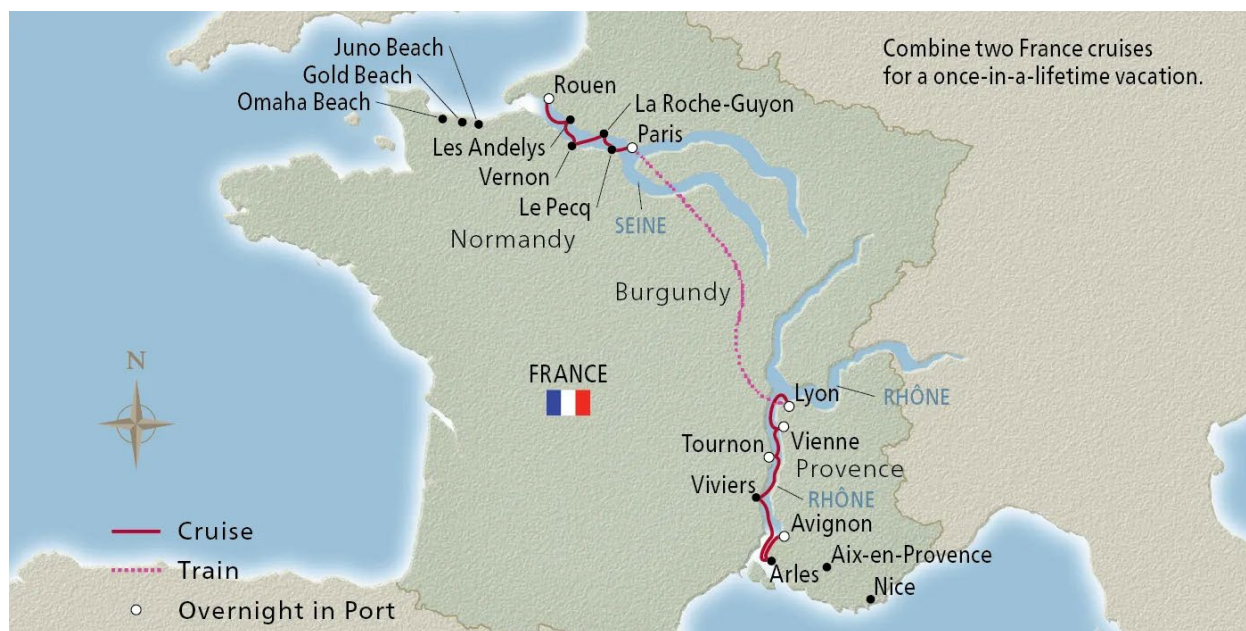 Combine two France cruises
for a once-in-a-lifetime vacation.
Juno Beach
Gold Beach
Omaha Beach
Rouen
La Roche-Guyon
Paris
Les Andelys
Vernon
Le Pecq
SEINE
Normandy
Burgundy
N
FRANCE
Lyon
RHÔNE
Vienne
Tournon
Provence
Viviers
RHÔNE
Avignon
Aix-en-Provence
Arles
Nice
Cruise
Train
Overnight in Port